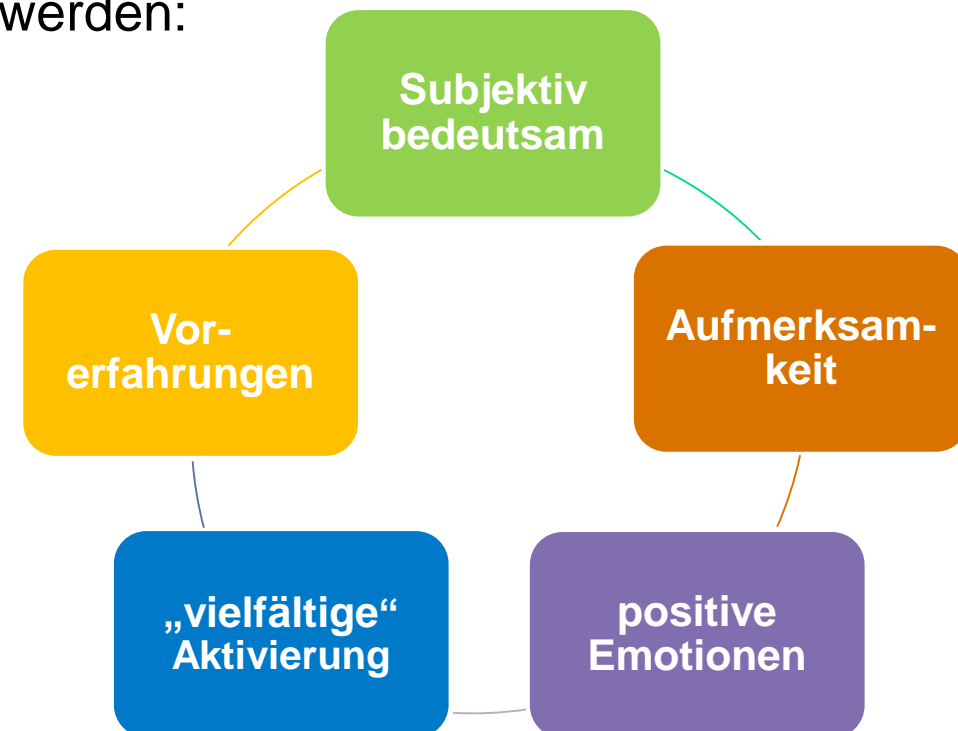 werden:
Subjektiv
bedeutsam
Vor-
erfahrungen
Aufmerksam-
keit
„vielfältige“
Aktivierung
positive
Emotionen